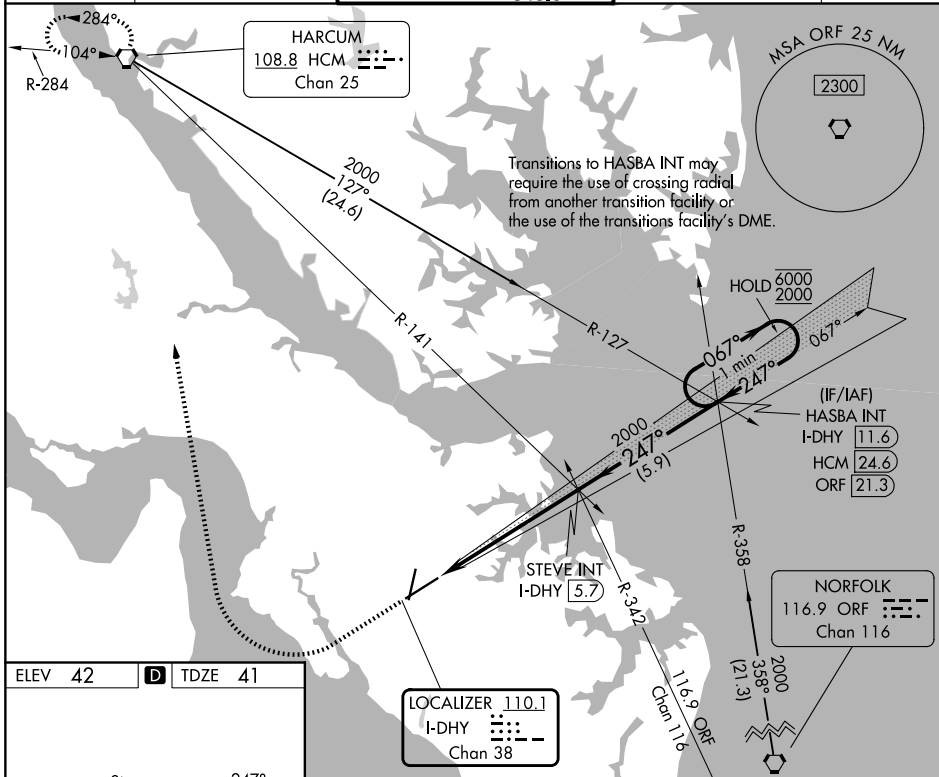 284°
104°
R-284
HARCUM
108.8 HCM
Chan 25
MSA ORF 25 NM
2300
2000
127°
(24.6)
Transitions to HASBA INT may
require the use of crossing radial
from another transition facility or
the use of the transitions facility's DME.
HOLD 6000
2000
067°
1 min
247°
067°
R-127
R-141
(IF/IAF)
HASBA INT
I-DHY 11.6
HCM 24.6
ORF 21.3
2000
247°
(5.9)
STEVE INT
I-DHY 5.7
R-342
R-358
NORFOLK
116.9 ORF
Chan 116
2000
358°
(21.3)
116.9 ORF
Chan 116
LOCALIZER 110.1
I-DHY
Chan 38
ELEV 42 D TDZE 41
247°